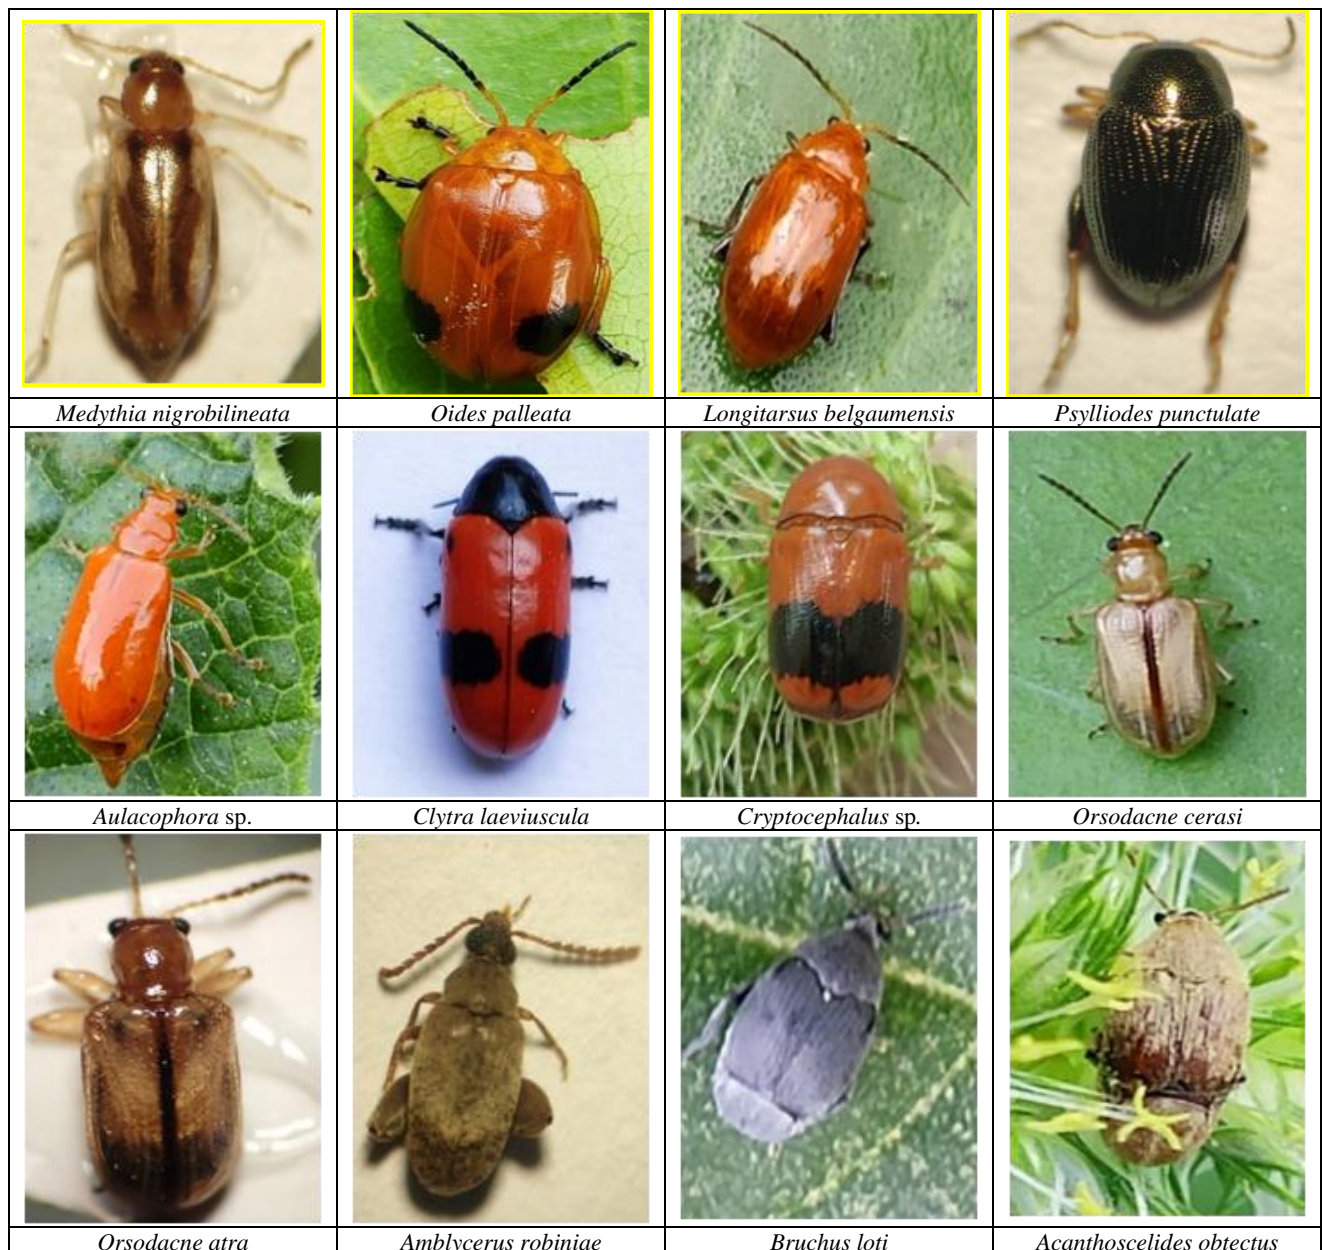 Medythia nigrobilineata
Oides palleata
Longitarsus belgaumensis
Psylliodes punctulate
Aulacophora sp.
Clytra laeviuscula
Cryptocephalus sp.
Orsodacne cerasi
Orsodacne atra
Amblycerus robiniae
Bruchus loti
Acanthoscelides obtectus